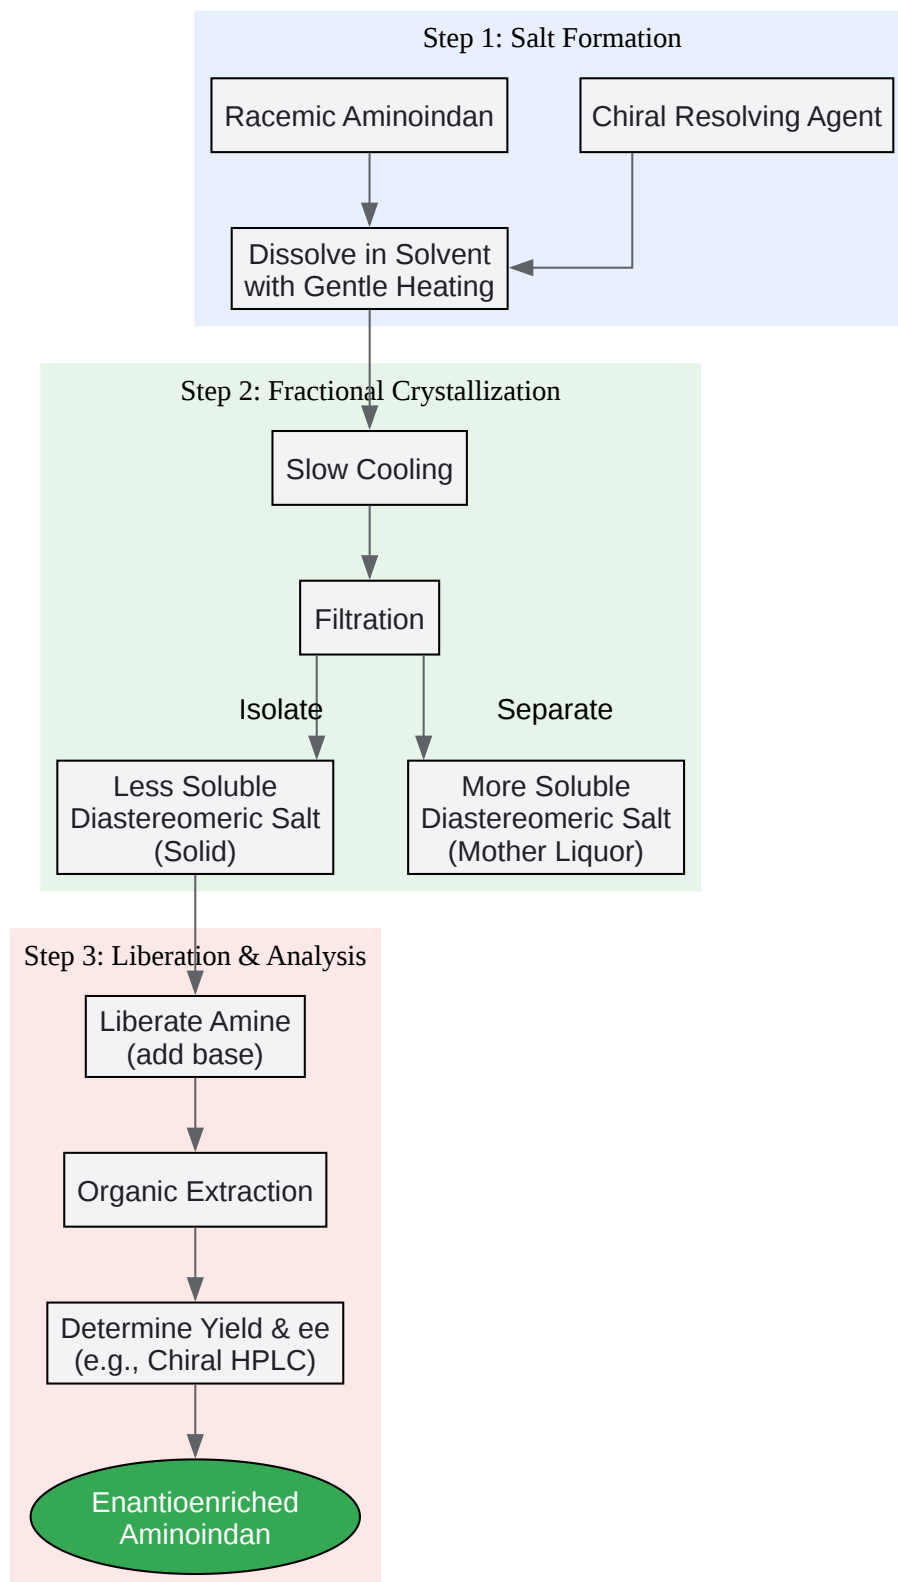 Step 1: Salt Formation
Racemic Aminoindan
Chiral Resolving Agent
Dissolve in Solvent
with Gentle Heating
Step 2: Fractional Crystallization
Slow Cooling
Filtration
Isolate
Separate
Less Soluble
Diastereomeric Salt
(Solid)
More Soluble
Diastereomeric Salt
(Mother Liquor)
Step 3: Liberation & Analysis
Liberate Amine
(add base)
Organic Extraction
Determine Yield & ee
(e.g., Chiral HPLC)
Enantioenriched
Aminoindan